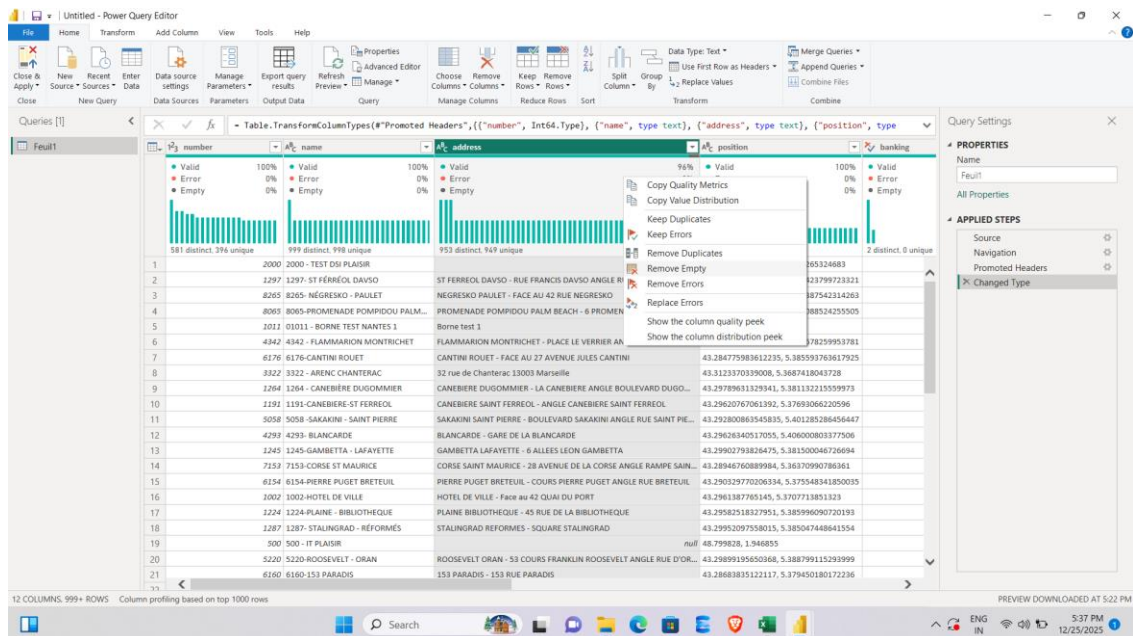 Untitled - Power Query Editor
File Home Transform Add Column View Tools Help
Close & Apply
New Source
Recent Sources
Enter Data
Data source settings
Manage Parameters
Export query results
Refresh Preview
Properties
Advanced Editor
Manage
Choose Columns
Remove Columns
Keep Rows
Remove Rows
Split Column
Group By
Data Type: Text
Use First Row as Headers
Replace Values
Merge Queries
Append Queries
Combine Files
Close New Query Data Sources Parameters Output Data Query Manage Columns Reduce Rows Sort Transform Combine
Queries [1]
Feuil1
fx = Table.TransformColumnTypes(#"Promoted Headers",{{"number", Int64.Type}, {"name", type text}, {"address", type text}, {"position", type
number name address position banking
Valid 100% Valid 100% Valid 96% Valid 100% Valid
Error 0% Error 0% Error Error 0% Error
Empty 0% Empty 0% Empty 0% Empty
581 distinct, 396 unique 999 distinct, 998 unique 953 distinct, 949 unique 2 distinct, 0 unique
Copy Quality Metrics
Copy Value Distribution
Keep Duplicates
Keep Errors
Remove Duplicates
Remove Empty
Remove Errors
Replace Errors
Show the column quality peek
Show the column distribution peek
1 2000 2000 - TEST DSI PLAISIR 265324683
2 1297 1297- ST FÉRRÉOL DAVSO ST FERREOL DAVSO - RUE FRANCIS DAVSO ANGLE 423799723321
3 8265 8265- NÉGRESKO - PAULET NEGRESKO PAULET - FACE AU 42 RUE NEGRESKO 387542314263
4 8065 8065-PROMENADE POMPIDOU PALM... PROMENADE POMPIDOU PALM BEACH - 6 PROMEN 088524255505
5 1011 01011 - BORNE TEST NANTES 1 Borne test 1
6 4342 4342 - FLAMMARION MONTRICHET FLAMMARION MONTRICHET - PLACE LE VERRIER AN 578259953781
7 6176 6176-CANTINI ROUET CANTINI ROUET - FACE AU 27 AVENUE JULES CANTINI 43.284775983612235, 5.385593763617925
8 3322 3322 - ARENC CHANTERAC 32 rue de Chanterac 13003 Marseille 43.3123370339008, 5.3687418043728
9 1264 1264 - CANEBIÈRE DUGOMMIER CANEBIERE DUGOMMIER - LA CANEBIERE ANGLE BOULEVARD DUGO... 43.29789631329341, 5.381132215559973
10 1191 1191-CANEBIERE-ST FERREOL CANEBIERE SAINT FERREOL - ANGLE CANEBIERE SAINT FERREOL 43.29620767061392, 5.37693066220596
11 5058 5058 -SAKAKINI - SAINT PIERRE SAKAKINI SAINT PIERRE - BOULEVARD SAKAKINI ANGLE RUE SAINT PIE... 43.292800863545835, 5.401285286456447
12 4293 4293- BLANCARDE BLANCARDE - GARE DE LA BLANCARDE 43.29626340517055, 5.406000803377506
13 1245 1245-GAMBETTA - LAFAYETTE GAMBETTA LAFAYETTE - 6 ALLEES LEON GAMBETTA 43.29902793826475, 5.381500046726694
14 7153 7153-CORSE ST MAURICE CORSE SAINT MAURICE - 28 AVENUE DE LA CORSE ANGLE RAMPE SAIN... 43.28946760889984, 5.36370990786361
15 6154 6154-PIERRE PUGET BRETEUIL PIERRE PUGET BRETEUIL - COURS PIERRE PUGET ANGLE RUE BRETEUIL 43.290329770206334, 5.375548341850035
16 1002 1002-HOTEL DE VILLE HOTEL DE VILLE - Face au 42 QUAI DU PORT 43.2961387765145, 5.3707713851323
17 1224 1224-PLAINE - BIBLIOTHEQUE PLAINE BIBLIOTHEQUE - 45 RUE DE LA BIBLIOTHEQUE 43.29582518327951, 5.385996090720193
18 1287 1287- STALINGRAD - RÉFORMÉS STALINGRAD REFORMES - SQUARE STALINGRAD 43.29952097558015, 5.385047448641554
19 500 500 - IT PLAISIR null 48.799828, 1.946855
20 5220 5220-ROOSEVELT - ORAN ROOSEVELT ORAN - 53 COURS FRANKLIN ROOSEVELT ANGLE RUE D'OR... 43.29899195650368, 5.388799115293999
21 6160 6160-153 PARADIS 153 PARADIS - 153 RUE PARADIS 43.28683835122117, 5.379450180172236
Query Settings
PROPERTIES
Name
Feuil1
All Properties
APPLIED STEPS
Source
Navigation
Promoted Headers
Changed Type
12 COLUMNS, 999+ ROWS Column profiling based on top 1000 rows PREVIEW DOWNLOADED AT 5:22 PM
Search
ENG IN
5:37 PM
12/25/2025